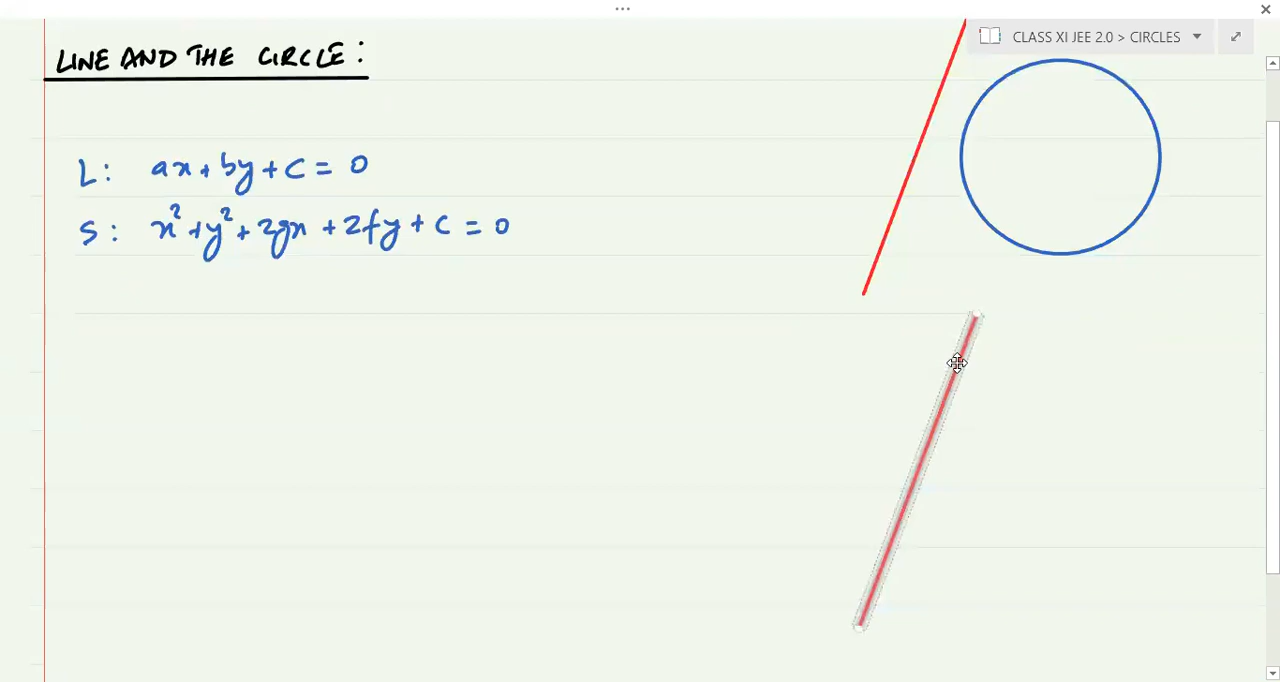 CLASS XI JEE 2.0 > CIRCLES
LINE AND THE CIRCLE:
L: ax + by + c = 0
S: x² + y² + 2gx + 2fy + c = 0